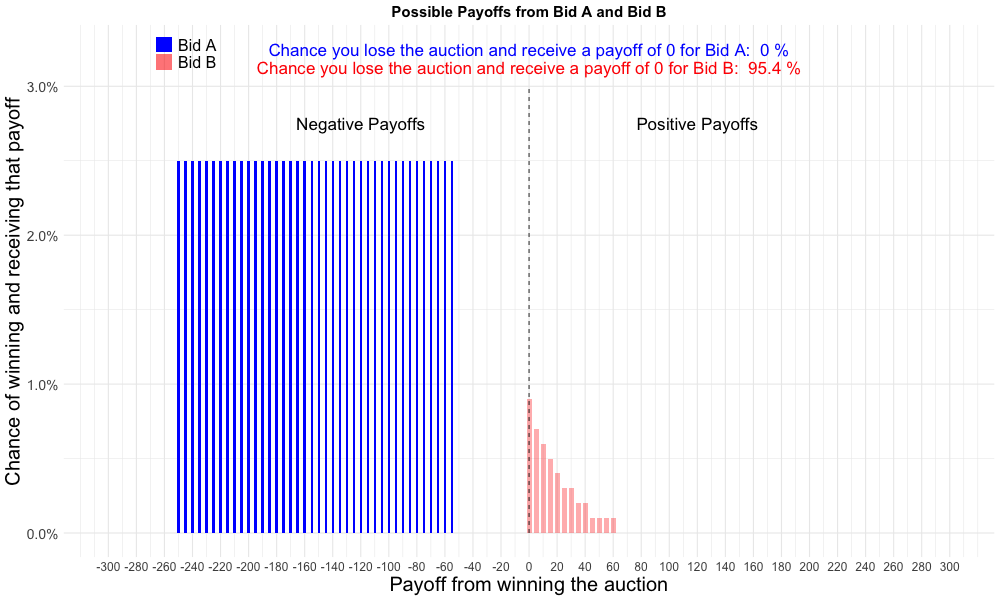 Possible Payoffs from Bid A and Bid B
Bid A
Bid B
Chance you lose the auction and receive a payoff of 0 for Bid A:  0 %
Chance you lose the auction and receive a payoff of 0 for Bid B:  95.4 %
Negative Payoffs
Positive Payoffs
Chance of winning and receiving that payoff
3.0%
2.0%
1.0%
0.0%
-300 -280 -260 -240 -220 -200 -180 -160 -140 -120 -100 -80 -60 -40 -20 0 20 40 60 80 100 120 140 160 180 200 220 240 260 280 300
Payoff from winning the auction